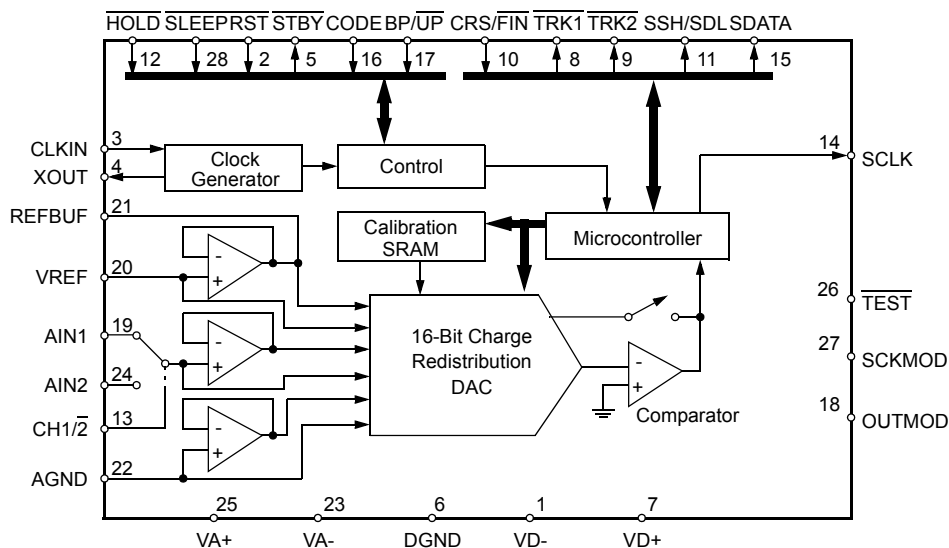 HOLD SLEEP RST STBY CODE BP/UP CRS/FIN TRK1 TRK2 SSH/SDL SDATA
12 28 2 5 16 17 10 8 9 11 15
CLKIN 3
XOUT 4
Clock
Generator
Control
14 SCLK
REFBUF 21
Calibration
SRAM
Microcontroller
VREF 20
-
+
26 TEST
AIN1 19
-
+
16-Bit Charge
Redistribution
DAC
27 SCKMOD
AIN2 24
-
+
Comparator
18 OUTMOD
CH1/2 13
-
+
AGND 22
25 23 6 1 7
VA+ VA- DGND VD- VD+